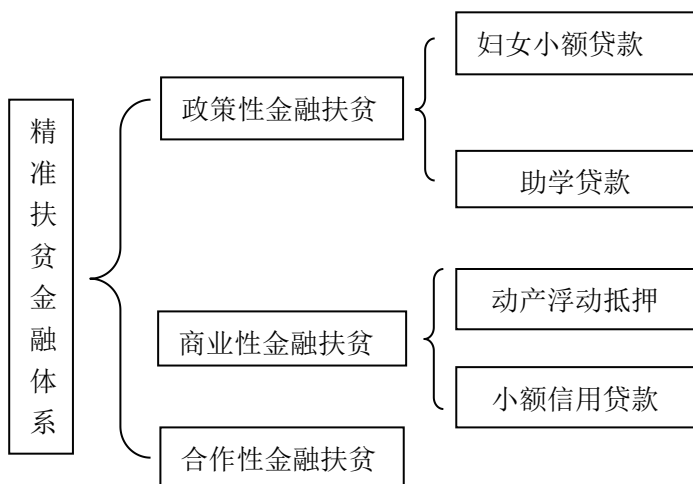 精准扶贫金融体系
政策性金融扶贫
妇女小额贷款
助学贷款
商业性金融扶贫
动产浮动抵押
小额信用贷款
合作性金融扶贫